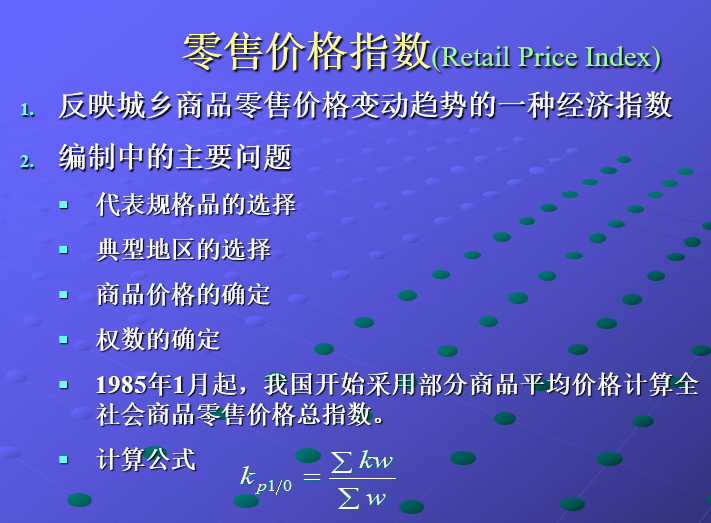 零售价格指数(Retail Price Index)
1. 反映城乡商品零售价格变动趋势的一种经济指数
2. 编制中的主要问题
▪ 代表规格品的选择
▪ 典型地区的选择
▪ 商品价格的确定
▪ 权数的确定
▪ 1985年1月起，我国开始采用部分商品平均价格计算全
社会商品零售价格总指数。
▪ 计算公式 k_{p1/0} = ∑kw / ∑w